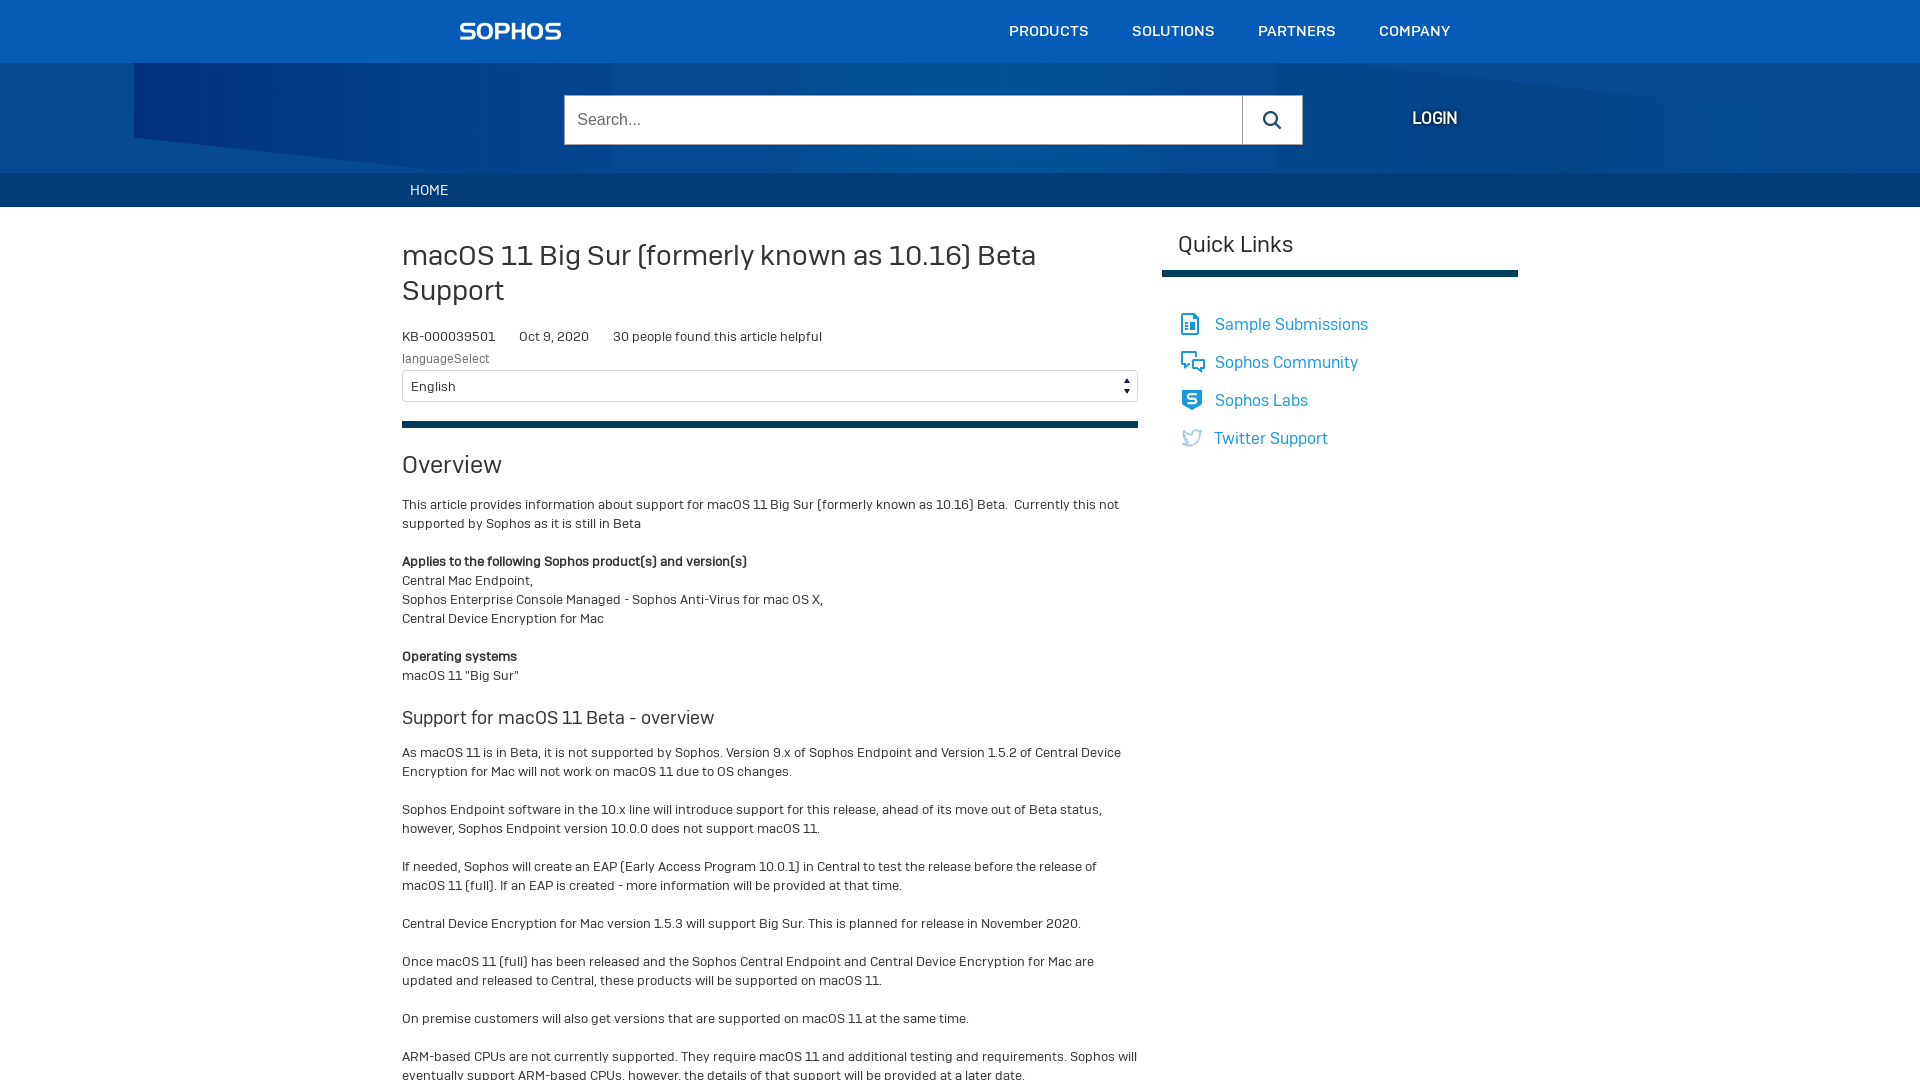 SOPHOS
PRODUCTS
SOLUTIONS
PARTNERS
COMPANY
Search...
LOGIN
HOME
macOS 11 Big Sur (formerly known as 10.16) Beta
Support
KB-000039501
Oct 9, 2020
30 people found this article helpful
languageSelect
English
Overview
This article provides information about support for macOS 11 Big Sur (formerly known as 10.16) Beta.  Currently this not
supported by Sophos as it is still in Beta
Applies to the following Sophos product(s) and version(s)
Central Mac Endpoint,
Sophos Enterprise Console Managed - Sophos Anti-Virus for mac OS X,
Central Device Encryption for Mac
Operating systems
macOS 11 "Big Sur"
Support for macOS 11 Beta - overview
As macOS 11 is in Beta, it is not supported by Sophos. Version 9.x of Sophos Endpoint and Version 1.5.2 of Central Device
Encryption for Mac will not work on macOS 11 due to OS changes.
Sophos Endpoint software in the 10.x line will introduce support for this release, ahead of its move out of Beta status,
however, Sophos Endpoint version 10.0.0 does not support macOS 11.
If needed, Sophos will create an EAP (Early Access Program 10.0.1) in Central to test the release before the release of
macOS 11 (full). If an EAP is created - more information will be provided at that time.
Central Device Encryption for Mac version 1.5.3 will support Big Sur. This is planned for release in November 2020.
Once macOS 11 (full) has been released and the Sophos Central Endpoint and Central Device Encryption for Mac are
updated and released to Central, these products will be supported on macOS 11.
On premise customers will also get versions that are supported on macOS 11 at the same time.
ARM-based CPUs are not currently supported. They require macOS 11 and additional testing and requirements. Sophos will
eventually support ARM-based CPUs, however, the details of that support will be provided at a later date.
Quick Links
Sample Submissions
Sophos Community
Sophos Labs
Twitter Support